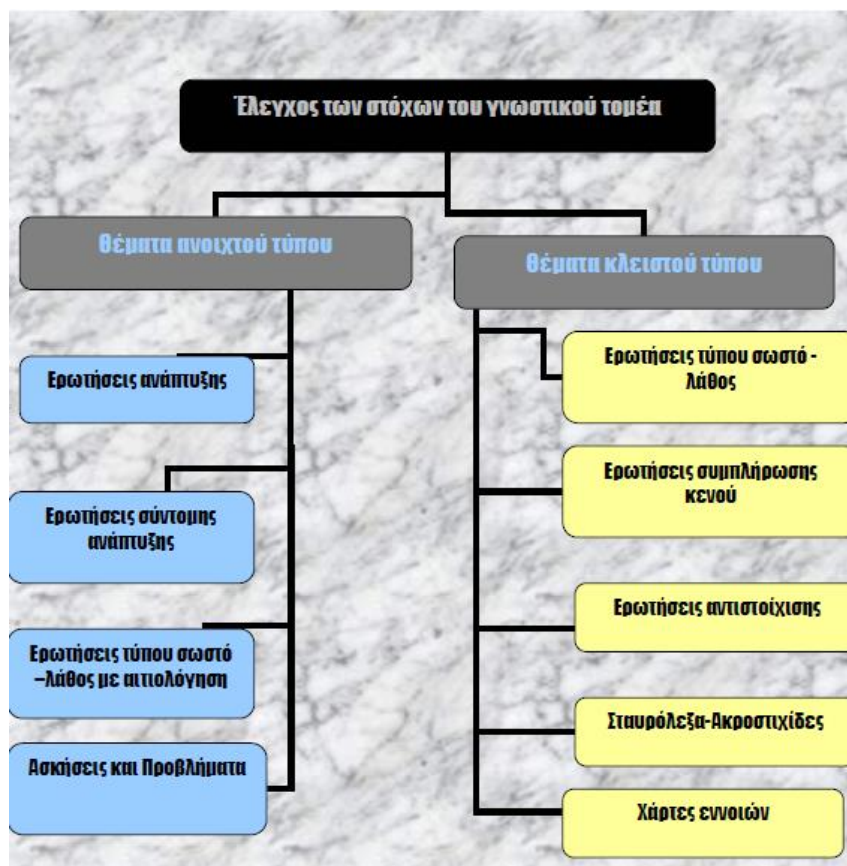 Έλεγχος των στόχων του γνωστικού τομέα
Θέματα ανοιχτού τύπου
Ερωτήσεις ανάπτυξης
Ερωτήσεις σύντομης
ανάπτυξης
Ερωτήσεις τύπου σωστό
–λάθος με αιτιολόγηση
Ασκήσεις και Προβλήματα
Θέματα κλειστού τύπου
Ερωτήσεις τύπου σωστό -
λάθος
Ερωτήσεις συμπλήρωσης
κενού
Ερωτήσεις αντιστοίχισης
Σταυρόλεξα-Ακροστιχίδες
Χάρτες εννοιών